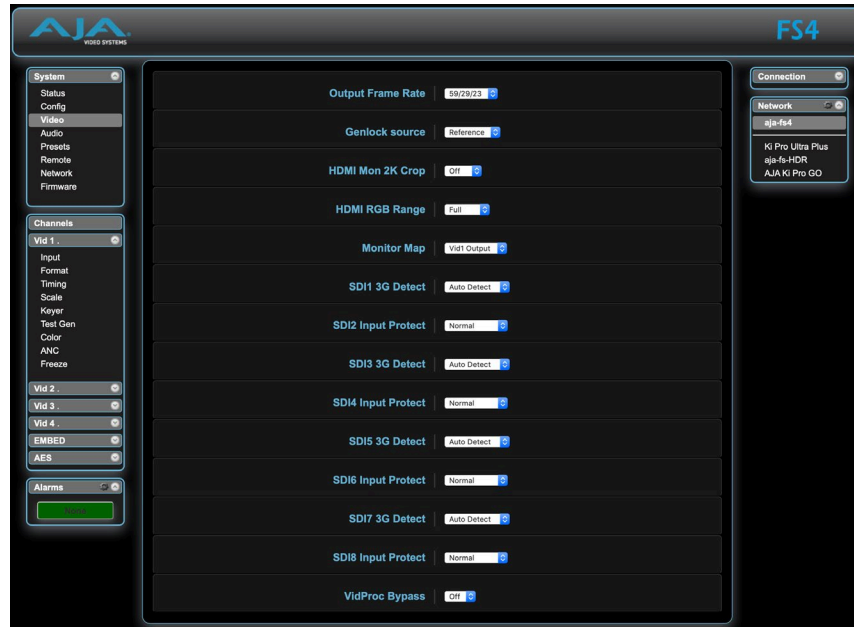 AJA
VIDEO SYSTEMS
FS4
System
Status
Config
Video
Audio
Presets
Remote
Network
Firmware
Channels
Vid 1 .
Input
Format
Timing
Scale
Keyer
Test Gen
Color
ANC
Freeze
Vid 2 .
Vid 3 .
Vid 4 .
EMBED
AES
Alarms
None
Output Frame Rate 59/29/23
Genlock source Reference
HDMI Mon 2K Crop Off
HDMI RGB Range Full
Monitor Map Vid1 Output
SDI1 3G Detect Auto Detect
SDI2 Input Protect Normal
SDI3 3G Detect Auto Detect
SDI4 Input Protect Normal
SDI5 3G Detect Auto Detect
SDI6 Input Protect Normal
SDI7 3G Detect Auto Detect
SDI8 Input Protect Normal
VidProc Bypass Off
Connection
Network
aja-fs4
Ki Pro Ultra Plus
aja-fs-HDR
AJA Ki Pro GO